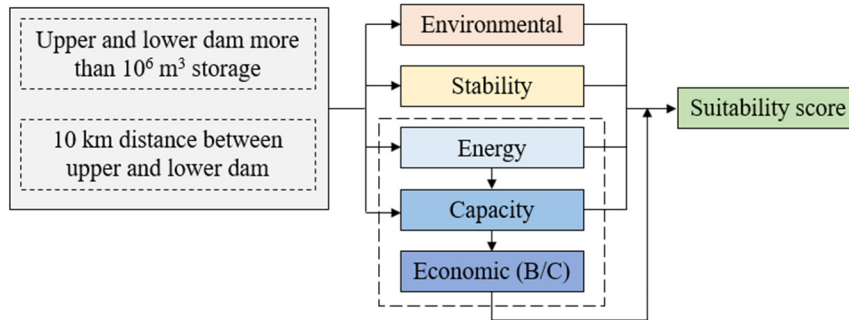 Upper and lower dam more
than 10⁶ m³ storage
10 km distance between
upper and lower dam
Environmental
Stability
Energy
Capacity
Economic (B/C)
Suitability score